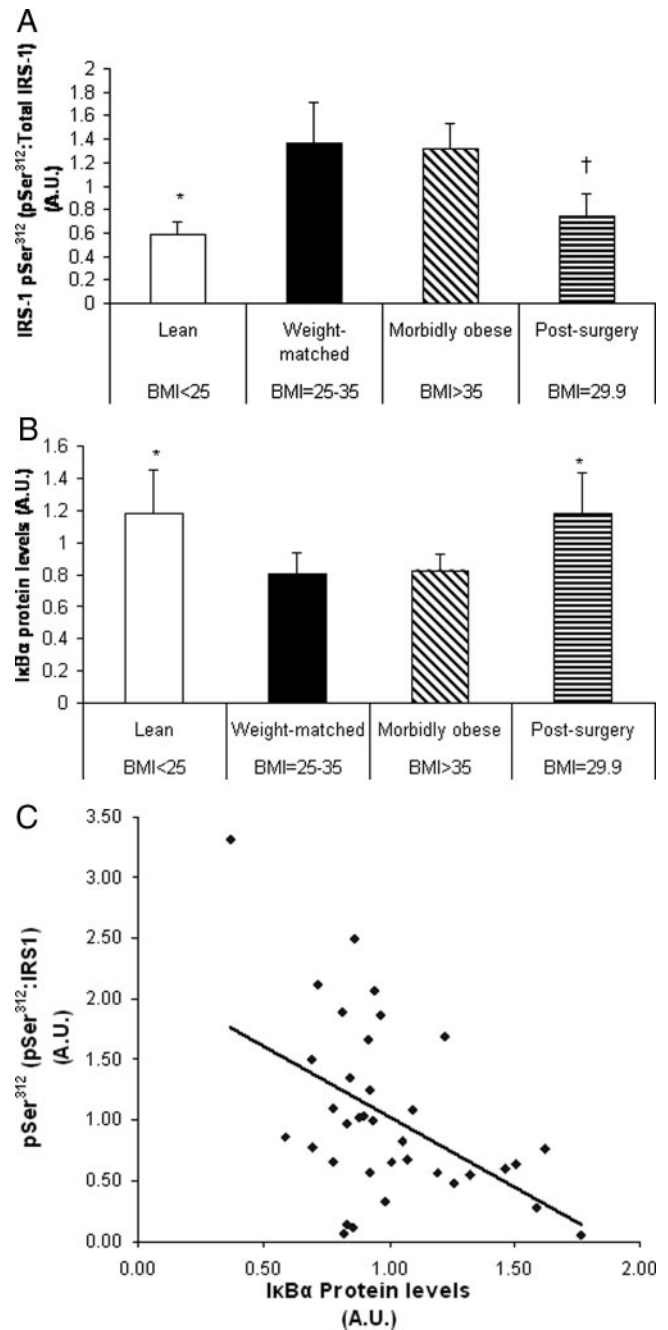 A
IRS-1 pSer³¹² (pSer³¹²:Total IRS-1)
(A.U.)
2
1.8
1.6
1.4
1.2
1
0.8
0.6
0.4
0.2
0
*
†
Lean
Weight-
matched
Morbidly obese
Post-surgery
BMI<25
BMI=25-35
BMI>35
BMI=29.9
B
IκBα protein levels (A.U.)
1.6
1.4
1.2
1
0.8
0.6
0.4
0.2
0
*
*
Lean
Weight-matched
Morbidly obese
Post-surgery
BMI<25
BMI=25-35
BMI>35
BMI=29.9
C
pSer³¹² (pSer³¹²:IRS1)
(A.U.)
3.50
3.00
2.50
2.00
1.50
1.00
0.50
0.00
0.00
0.50
1.00
1.50
2.00
IκBα Protein levels
(A.U.)